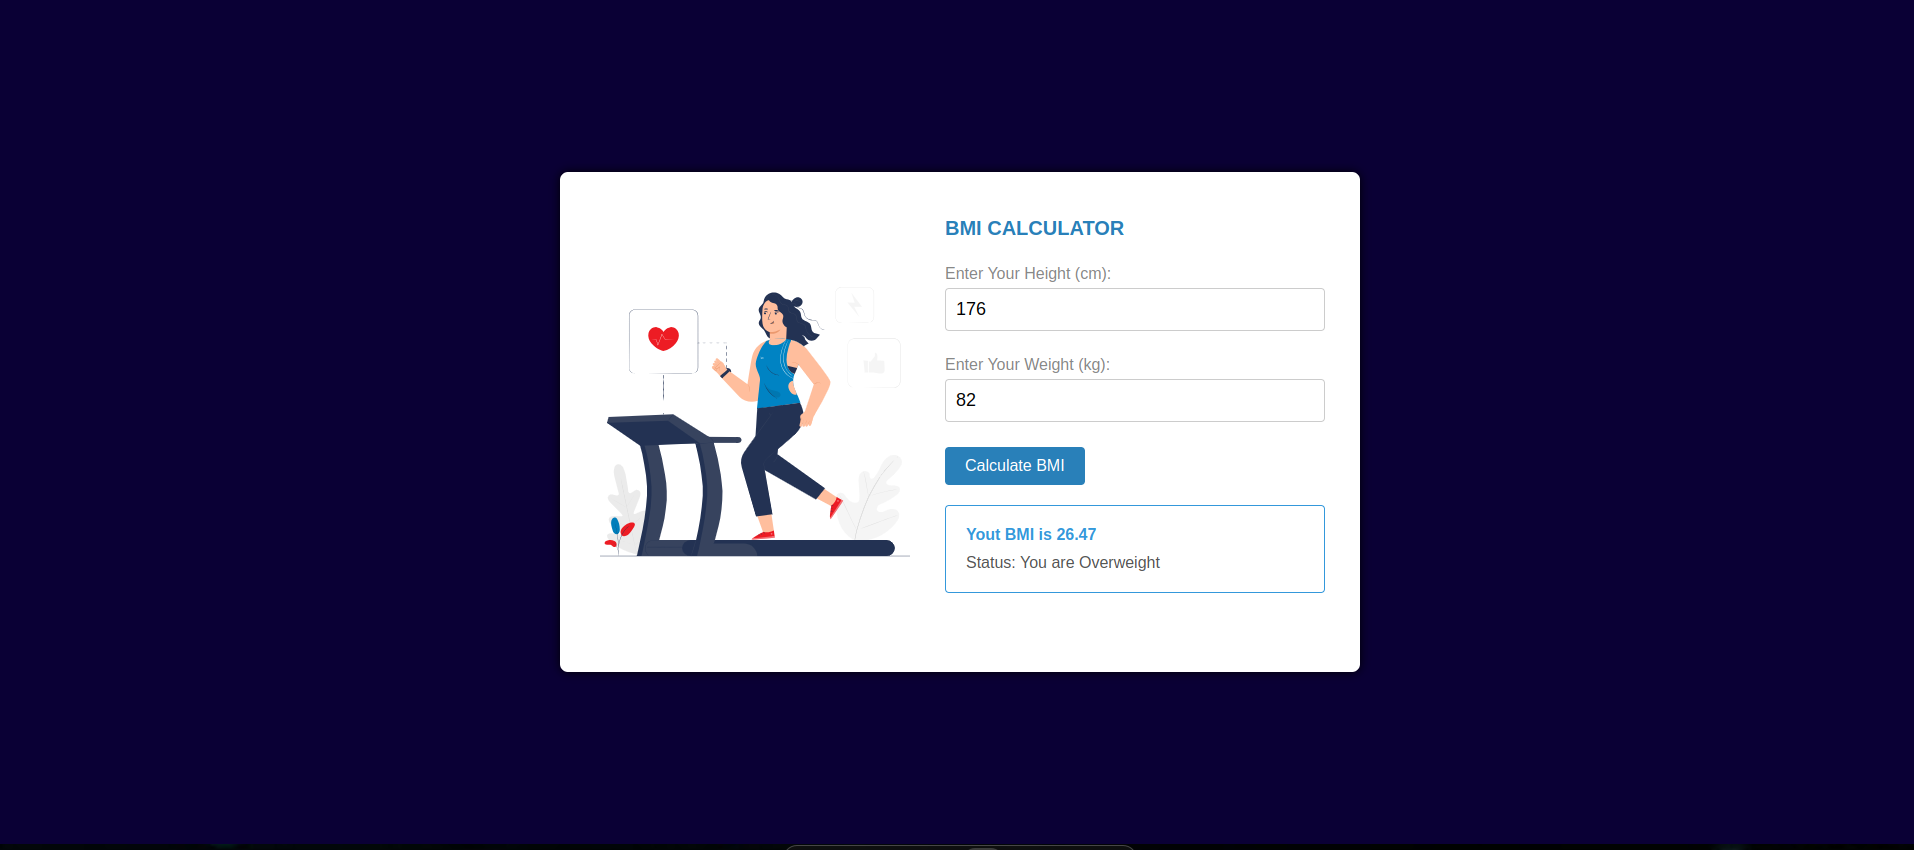 BMI CALCULATOR
Enter Your Height (cm):
176
Enter Your Weight (kg):
82
Calculate BMI
Yout BMI is 26.47
Status: You are Overweight